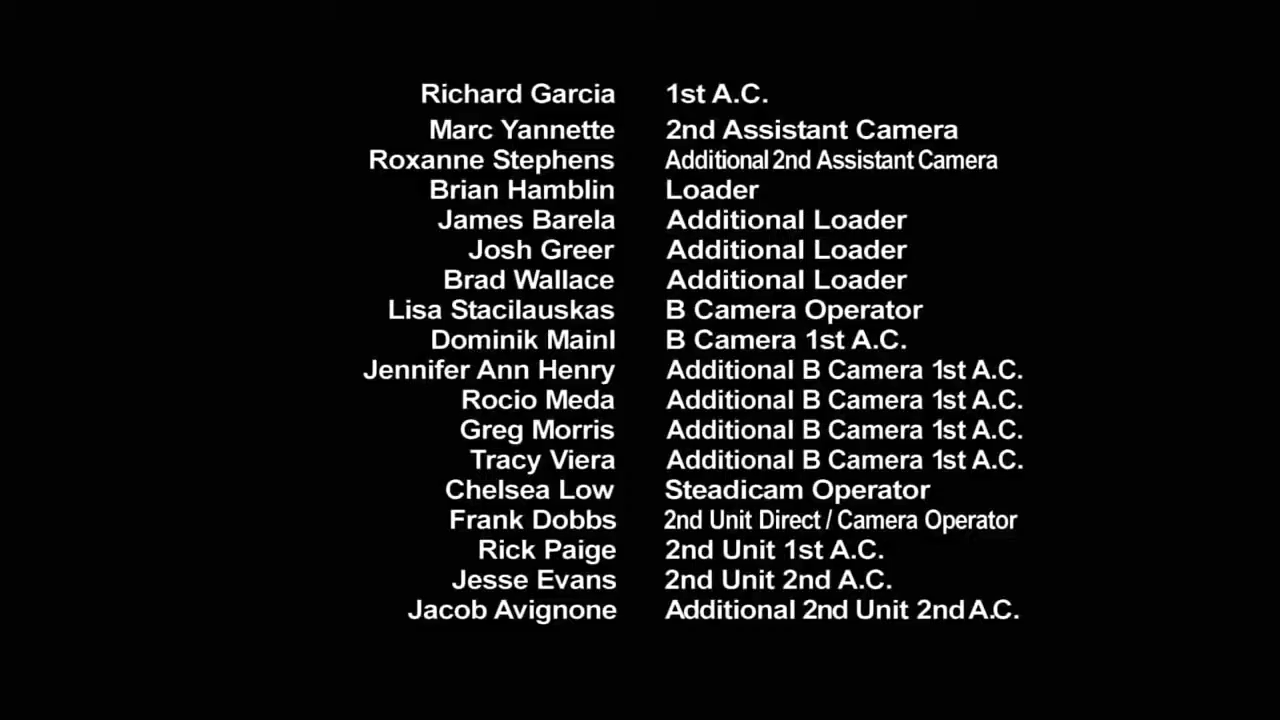 Richard Garcia 1st A.C.
Marc Yannette 2nd Assistant Camera
Roxanne Stephens Additional 2nd Assistant Camera
Brian Hamblin Loader
James Barela Additional Loader
Josh Greer Additional Loader
Brad Wallace Additional Loader
Lisa Stacilauskas B Camera Operator
Dominik Mainl B Camera 1st A.C.
Jennifer Ann Henry Additional B Camera 1st A.C.
Rocio Meda Additional B Camera 1st A.C.
Greg Morris Additional B Camera 1st A.C.
Tracy Viera Additional B Camera 1st A.C.
Chelsea Low Steadicam Operator
Frank Dobbs 2nd Unit Direct / Camera Operator
Rick Paige 2nd Unit 1st A.C.
Jesse Evans 2nd Unit 2nd A.C.
Jacob Avignone Additional 2nd Unit 2nd A.C.